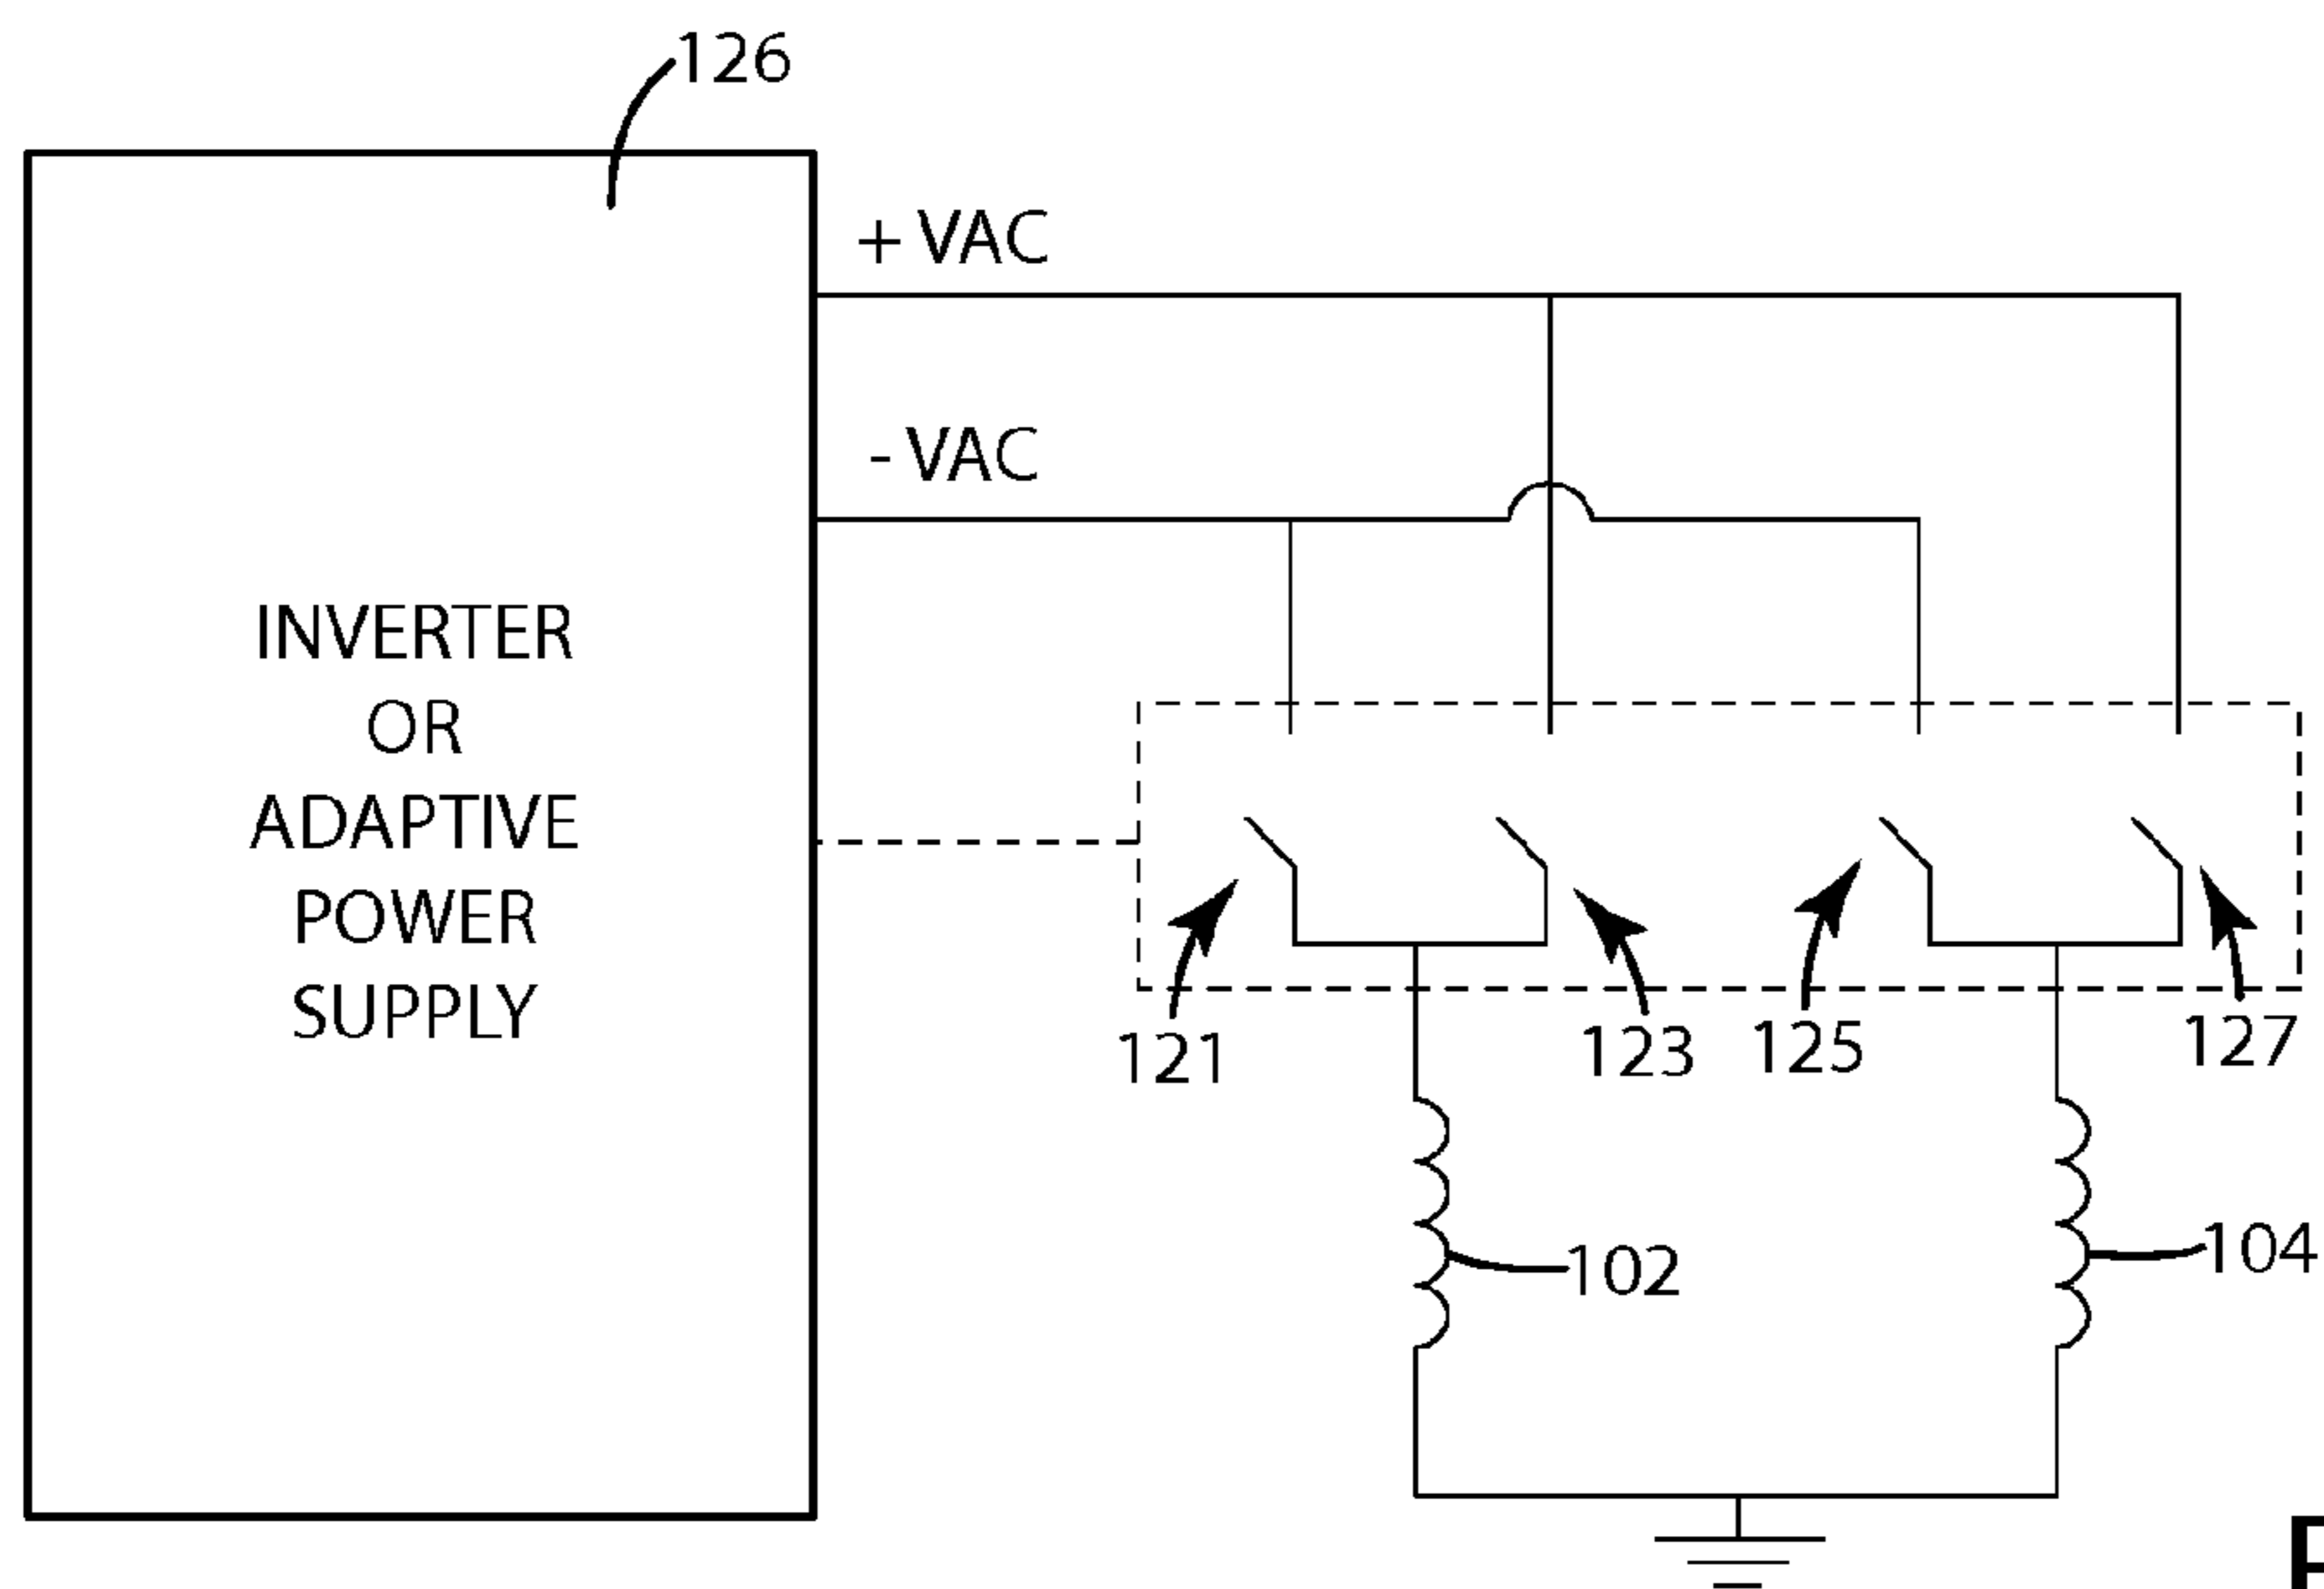 126
+ VAC
- VAC
INVERTER
OR
ADAPTIVE
POWER
SUPPLY
121
123
125
127
102
104